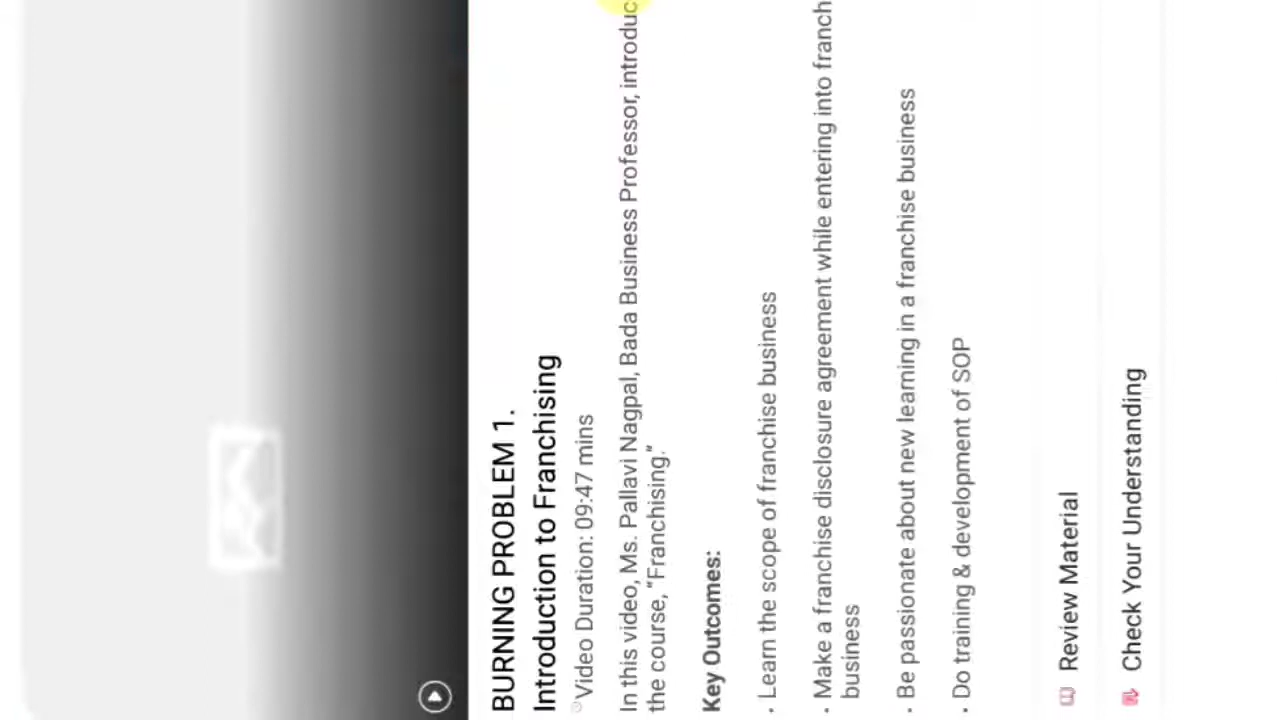 BURNING PROBLEM 1.
Introduction to Franchising
Video Duration: 09:47 mins
In this video, Ms. Pallavi Nagpal, Bada Business Professor, introduc
the course, “Franchising.”
Key Outcomes:
• Learn the scope of franchise business
• Make a franchise disclosure agreement while entering into franch
business
• Be passionate about new learning in a franchise business
• Do training & development of SOP
Review Material
Check Your Understanding